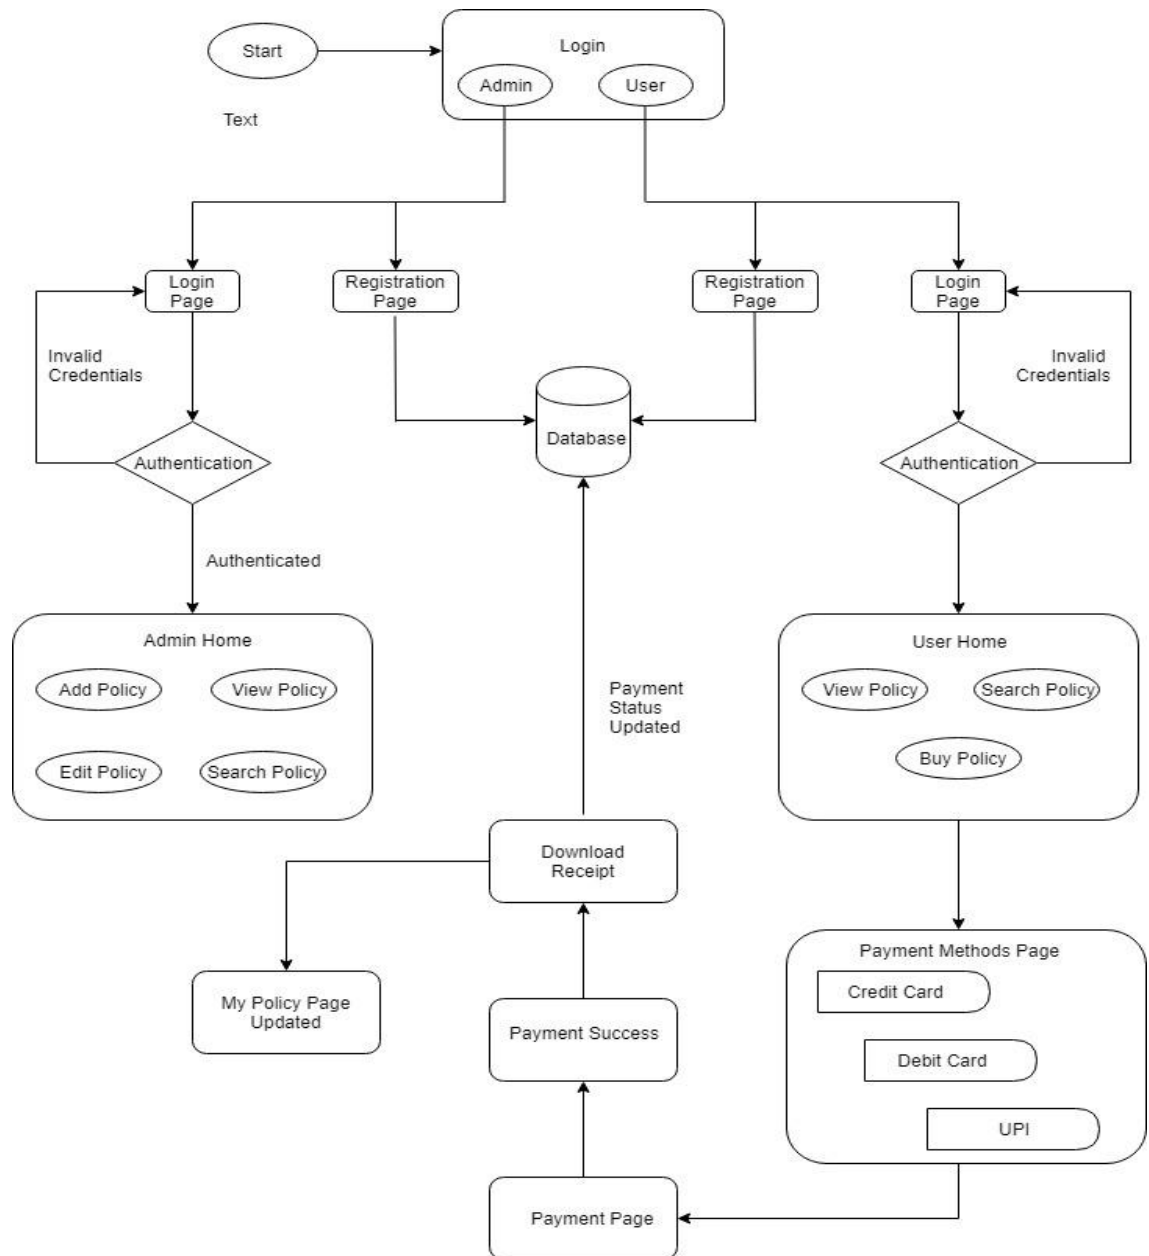 Start
Login
Admin
User
Text
Login
Page
Registration
Page
Registration
Page
Login
Page
Invalid
Credentials
Invalid
Credentials
Database
Authentication
Authentication
Authenticated
Admin Home
Add Policy
View Policy
Edit Policy
Search Policy
Payment
Status
Updated
User Home
View Policy
Search Policy
Buy Policy
Download
Receipt
My Policy Page
Updated
Payment Success
Payment Methods Page
Credit Card
Debit Card
UPI
Payment Page